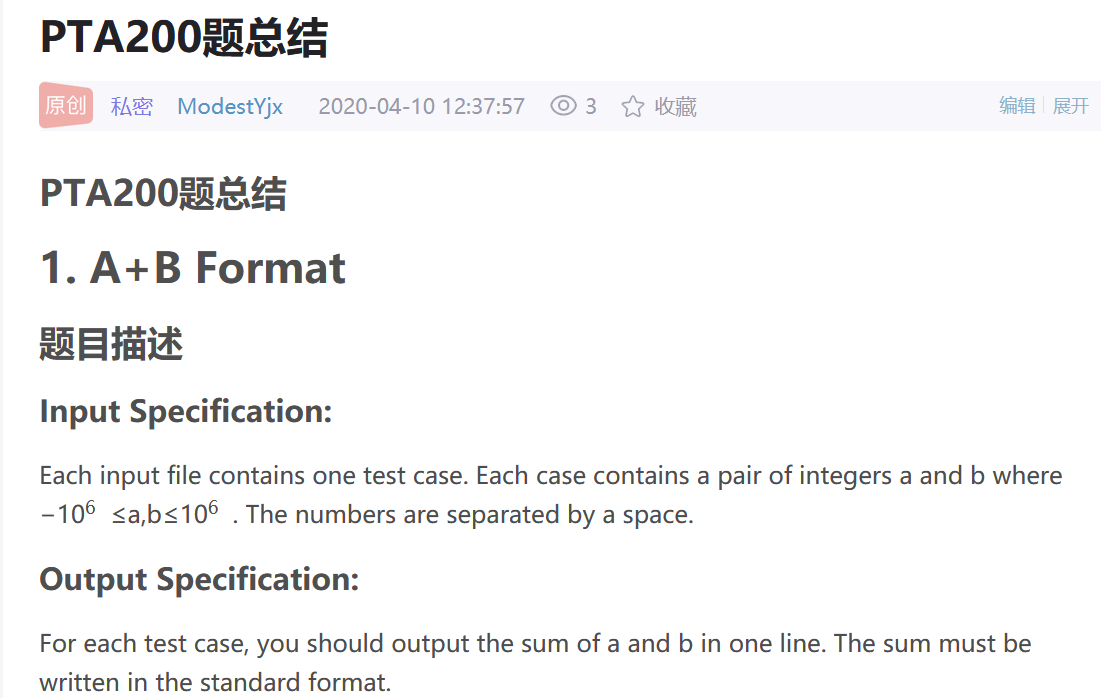 PTA200题总结
原创 私密 ModestYjx 2020-04-10 12:37:57 3 收藏 编辑 展开
PTA200题总结
1. A+B Format
题目描述
Input Specification:
Each input file contains one test case. Each case contains a pair of integers a and b where
−10⁶ ≤a,b≤10⁶ . The numbers are separated by a space.
Output Specification:
For each test case, you should output the sum of a and b in one line. The sum must be
written in the standard format.